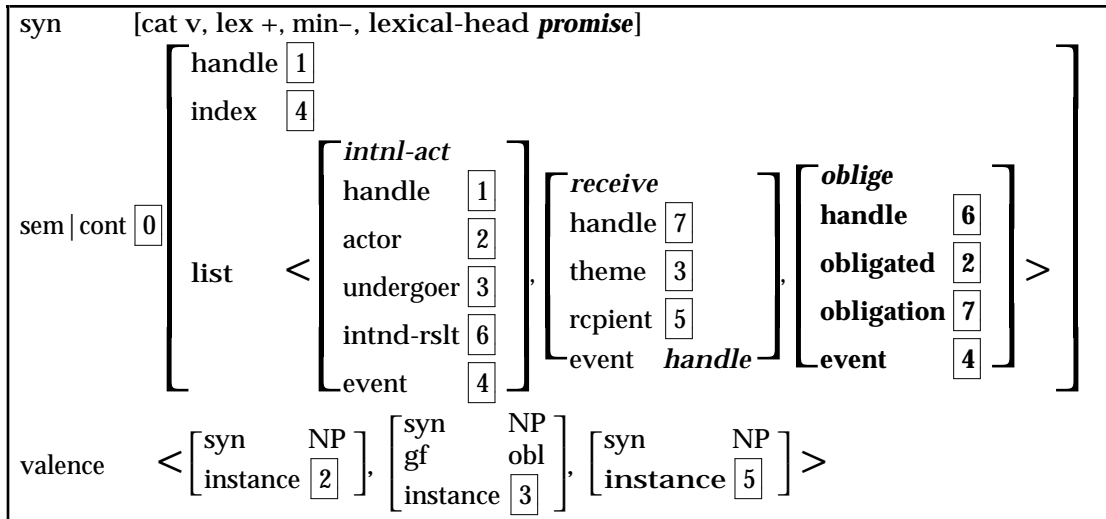 syn [cat v, lex +, min–, lexical-head promise]
handle 1
index 4
sem|cont 0
list < intnl-act
handle 1
actor 2
undergoer 3
intnd-rslt 6
event 4
,
receive
handle 7
theme 3
rcpient 5
event handle
,
oblige
handle 6
obligated 2
obligation 7
event 4
>
valence < [syn NP
instance 2], [syn NP
gf obl
instance 3], [syn NP
instance 5] >